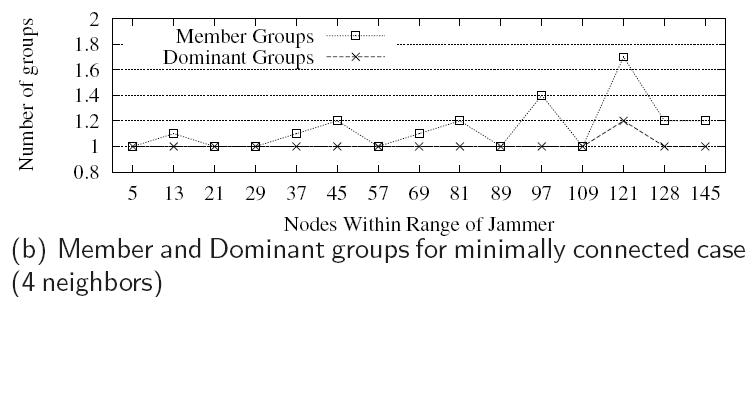 Number of groups
2
1.8
1.6
1.4
1.2
1
0.8
Member Groups
Dominant Groups
5 13 21 29 37 45 57 69 81 89 97 109 121 128 145
Nodes Within Range of Jammer
(b) Member and Dominant groups for minimally connected case
(4 neighbors)